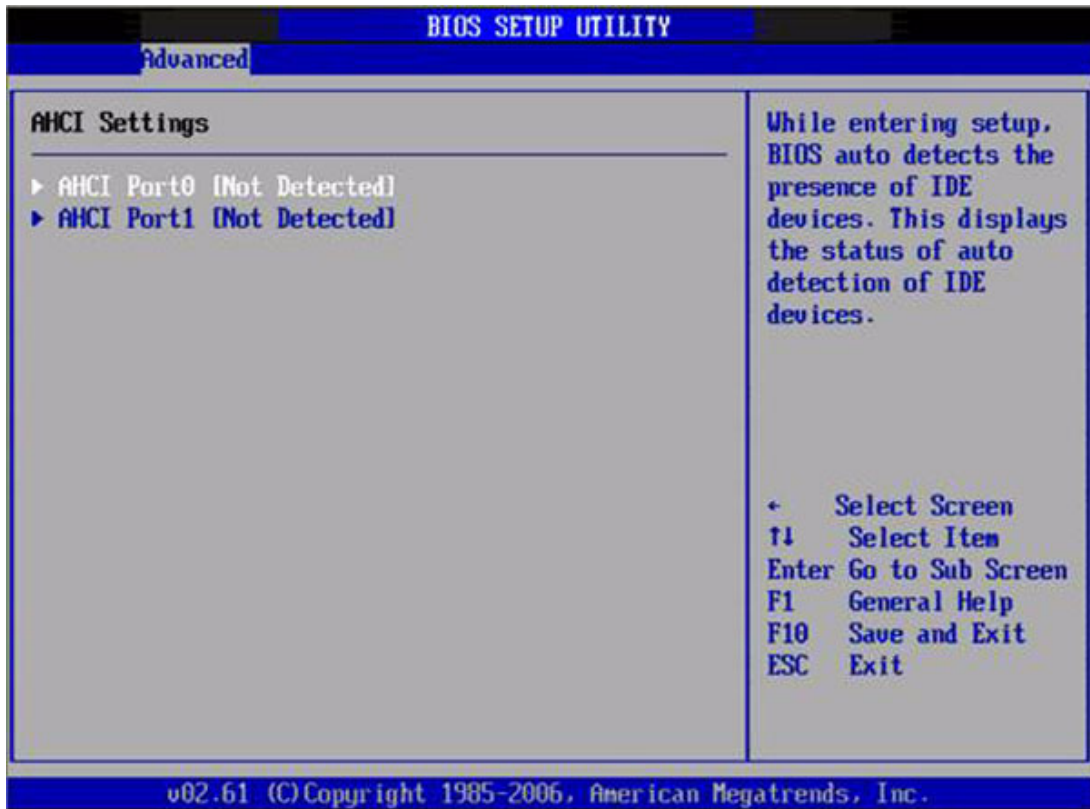 BIOS SETUP UTILITY
Advanced
AHCI Settings
▶ AHCI Port0 [Not Detected]
▶ AHCI Port1 [Not Detected]
While entering setup,
BIOS auto detects the
presence of IDE
devices. This displays
the status of auto
detection of IDE
devices.
← Select Screen
↑↓ Select Item
Enter Go to Sub Screen
F1 General Help
F10 Save and Exit
ESC Exit
v02.61 (C)Copyright 1985-2006, American Megatrends, Inc.